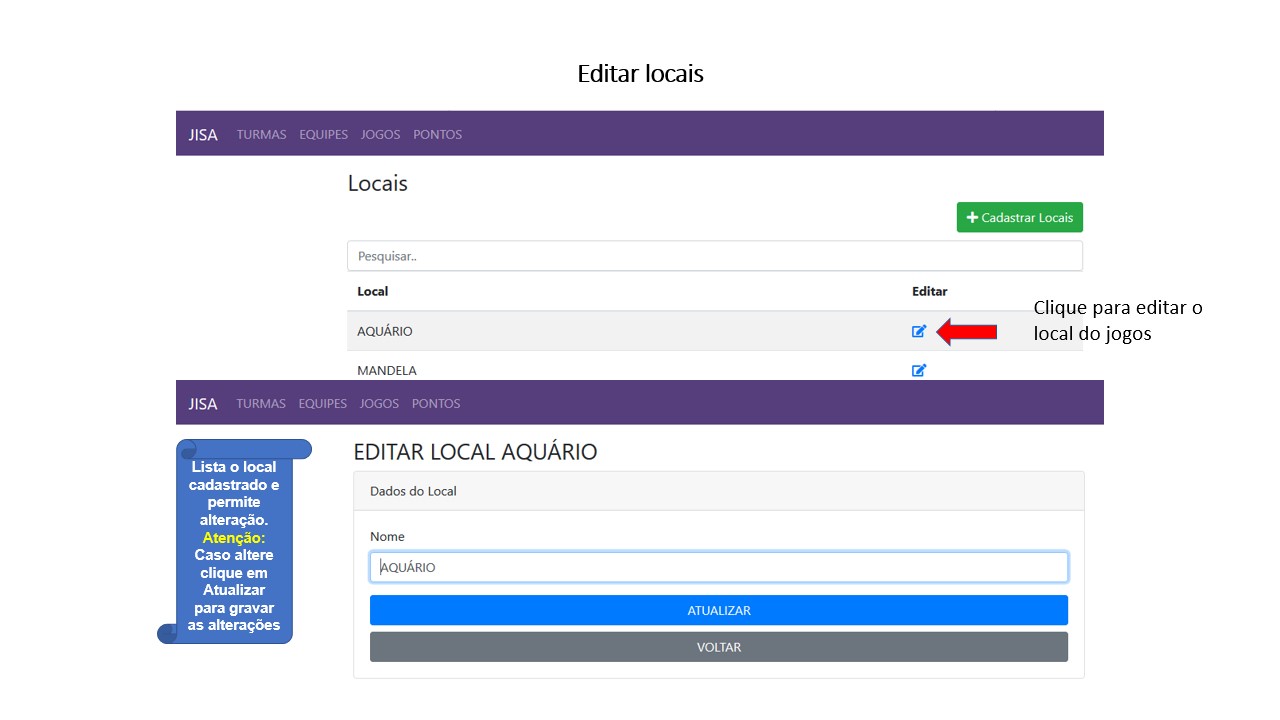 Editar locais
JISA TURMAS EQUIPES JOGOS PONTOS
Locais
Cadastrar Locais
Pesquisar..
Local Editar
AQUÁRIO
Clique para editar o
local do jogos
MANDELA
JISA TURMAS EQUIPES JOGOS PONTOS
Lista o local
cadastrado e
permite
alteração.
Atenção:
Caso altere
clique em
Atualizar
para gravar
as alterações
EDITAR LOCAL AQUÁRIO
Dados do Local
Nome
AQUÁRIO
ATUALIZAR
VOLTAR